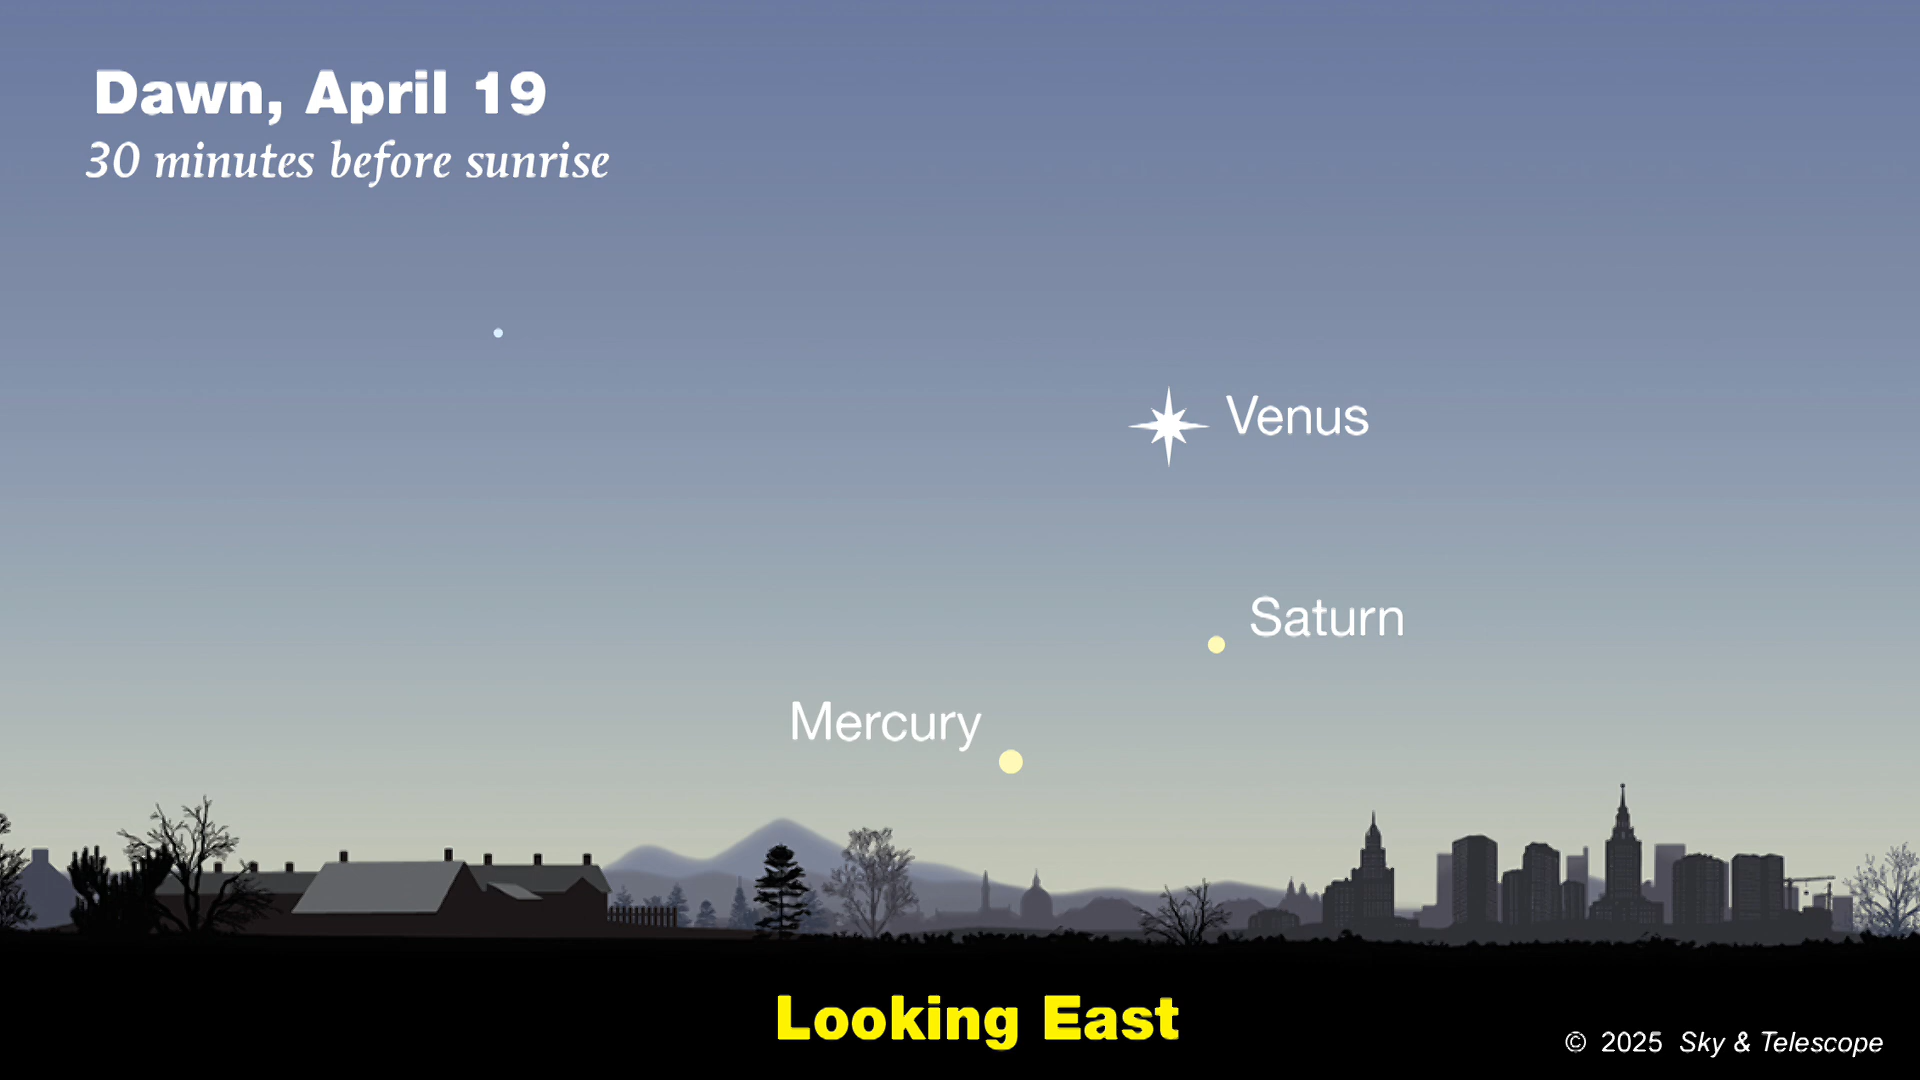 Dawn, April 19
30 minutes before sunrise
Venus
Saturn
Mercury
Looking East
© 2025 Sky & Telescope